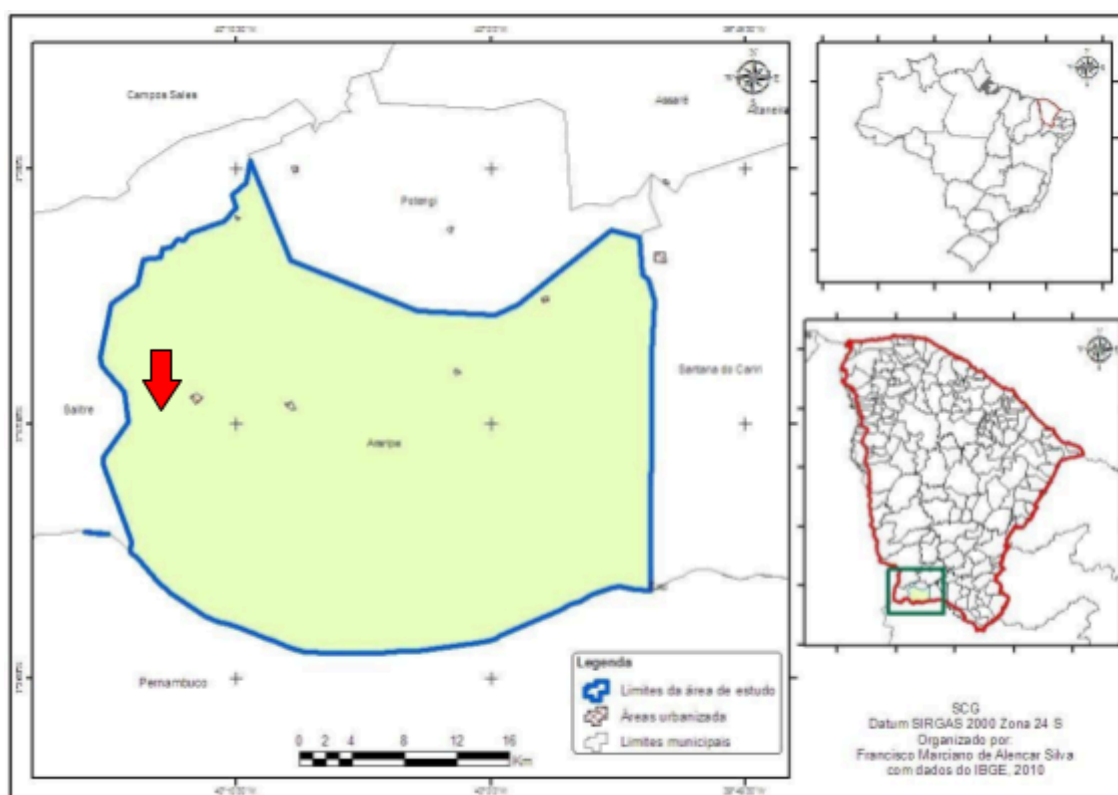 Campos Sales
Assaré
Altaneira
Potengi
Santana do Cariri
Salitre
Araripe
Pernambuco
Legenda
Limites da área de estudo
Áreas urbanizada
Limites municipais
0 2 4 8 12 16
Km
SCG
Datum SIRGAS 2000 Zona 24 S
Organizado por:
Francisco Marciano de Alencar Silva
com dados do IBGE, 2010